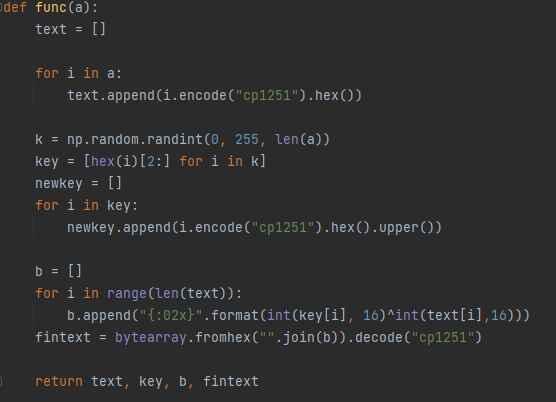 def func(a):
    text = []

    for i in a:
        text.append(i.encode("cp1251").hex())

    k = np.random.randint(0, 255, len(a))
    key = [hex(i)[2:] for i in k]
    newkey = []
    for i in key:
        newkey.append(i.encode("cp1251").hex().upper())

    b = []
    for i in range(len(text)):
        b.append("{:02x}".format(int(key[i], 16)^int(text[i],16)))
    fintext = bytearray.fromhex("".join(b)).decode("cp1251")

    return text, key, b, fintext